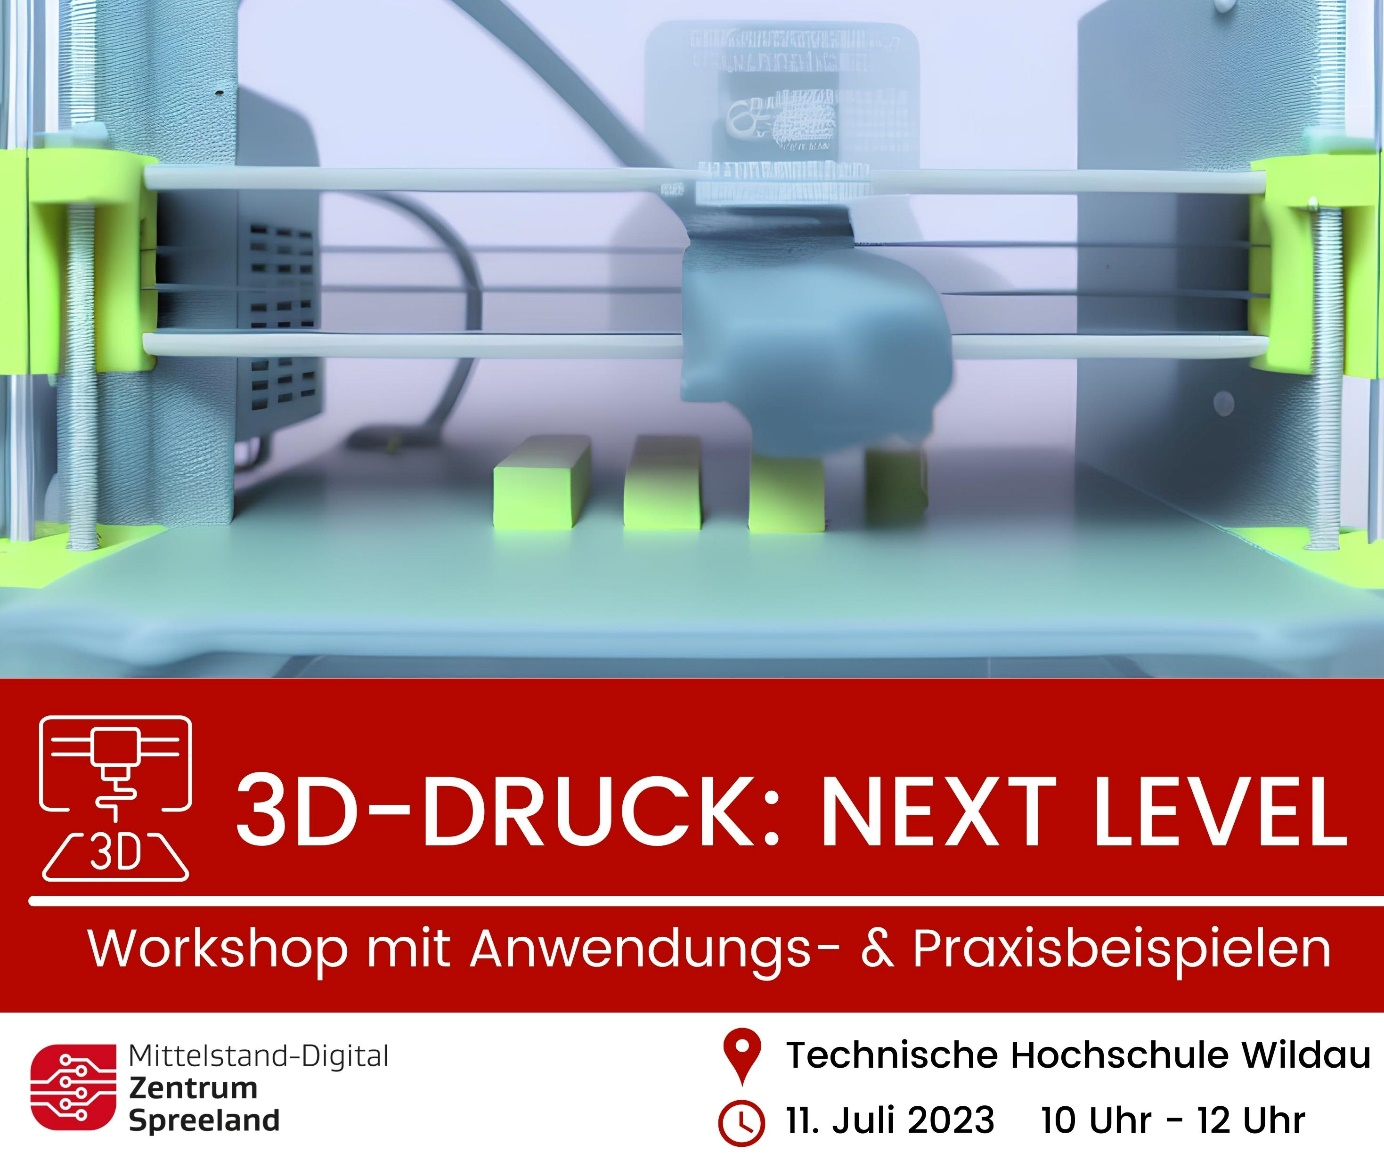 3D
3D-DRUCK: NEXT LEVEL
Workshop mit Anwendungs- & Praxisbeispielen
Mittelstand-Digital
Zentrum
Spreeland
Technische Hochschule Wildau
11. Juli 2023 10 Uhr - 12 Uhr